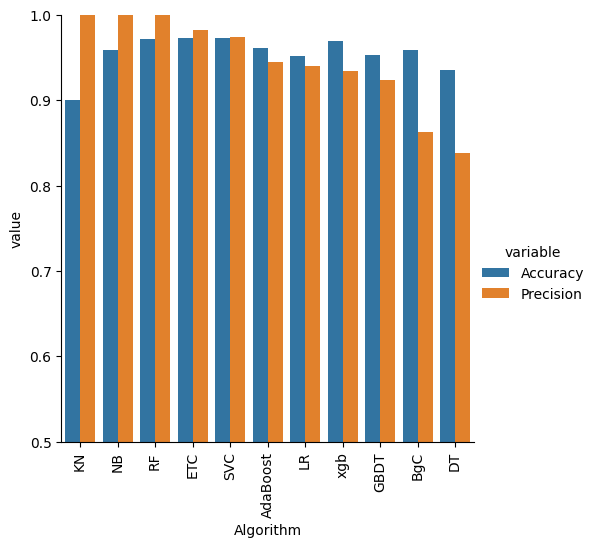 1.0
0.9
0.8
0.7
0.6
0.5
value
KN
NB
RF
ETC
SVC
AdaBoost
LR
xgb
GBDT
BgC
DT
Algorithm
variable
Accuracy
Precision